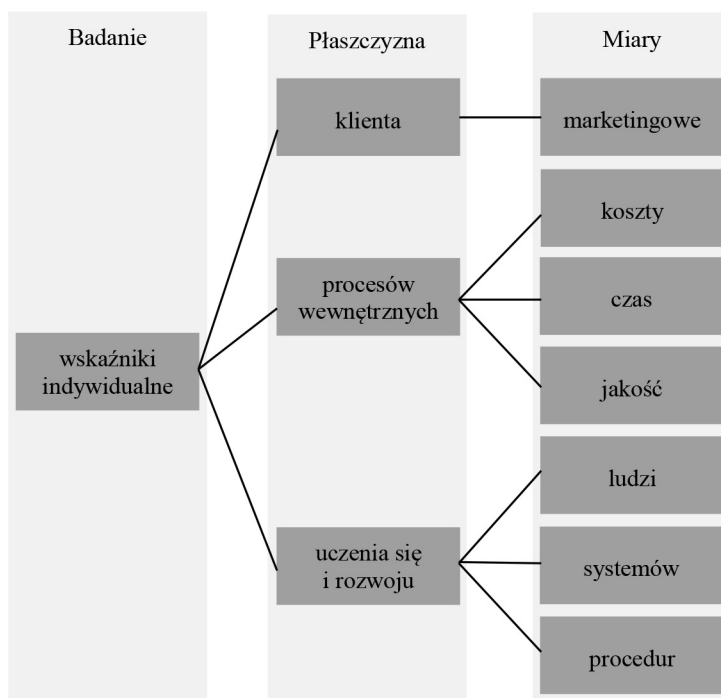 Badanie
Płaszczyzna
Miary
klienta
marketingowe
koszty
procesów
wewnętrznych
czas
wskaźniki
indywidualne
jakość
ludzi
uczenia się
i rozwoju
systemów
procedur